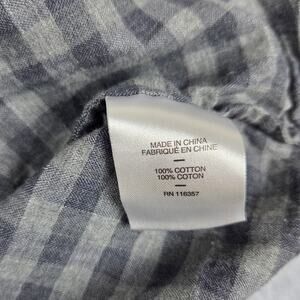 MADE IN CHINA
FABRIQUÉ EN CHINE
100% COTTON
100% COTON
RN 116357